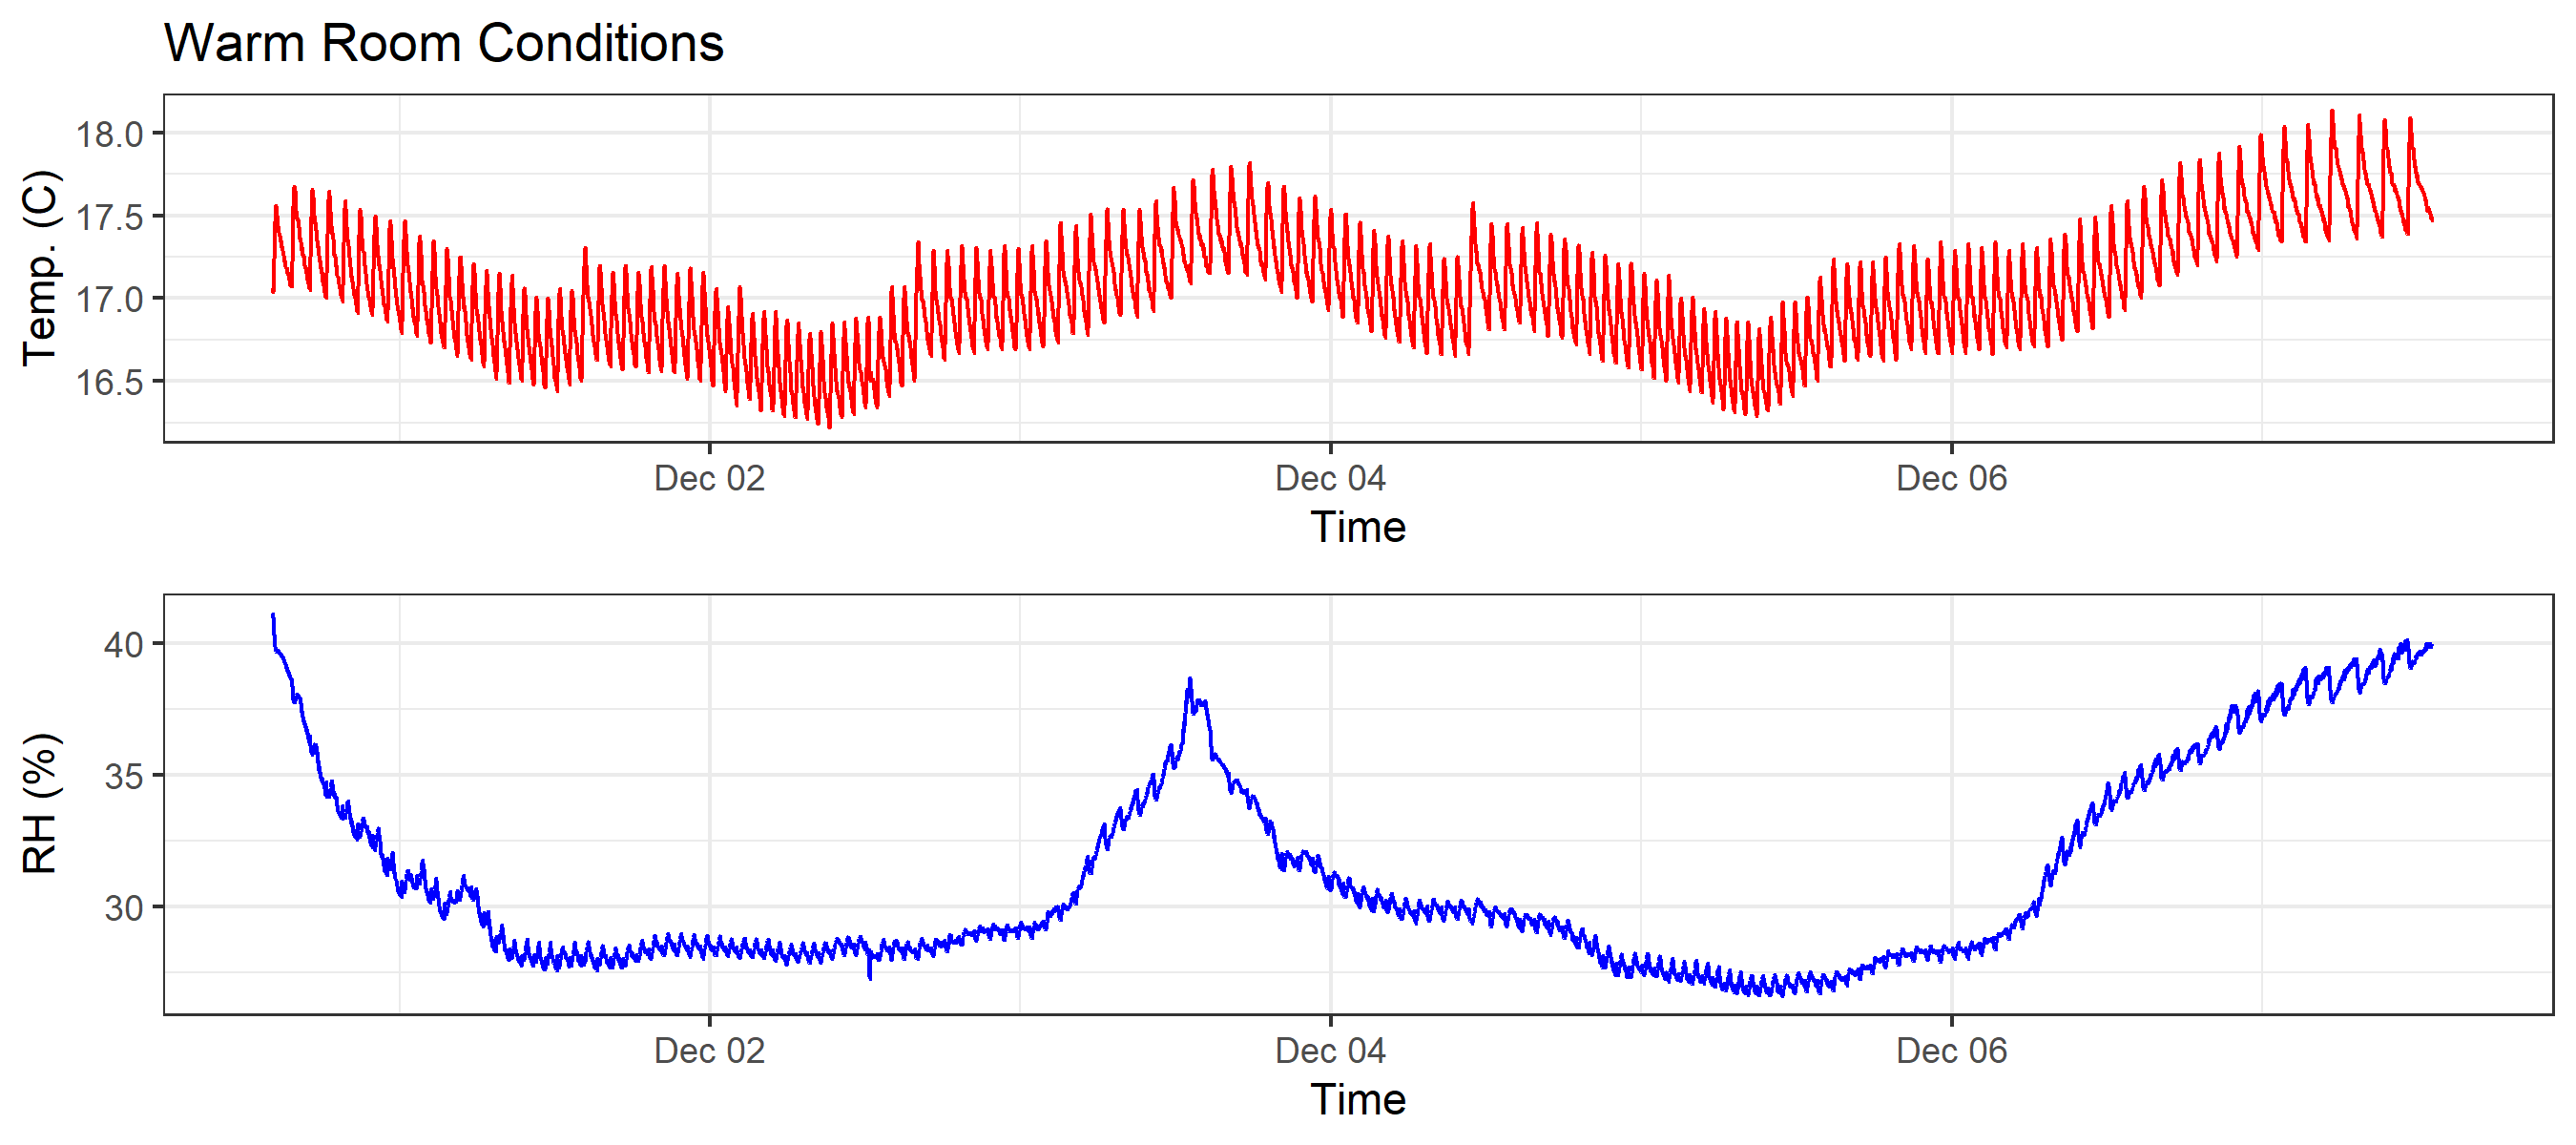 Warm Room Conditions
Temp. (C)
18.0
17.5
17.0
16.5
Dec 02 Dec 04 Dec 06
Time
RH (%)
40
35
30
Dec 02 Dec 04 Dec 06
Time